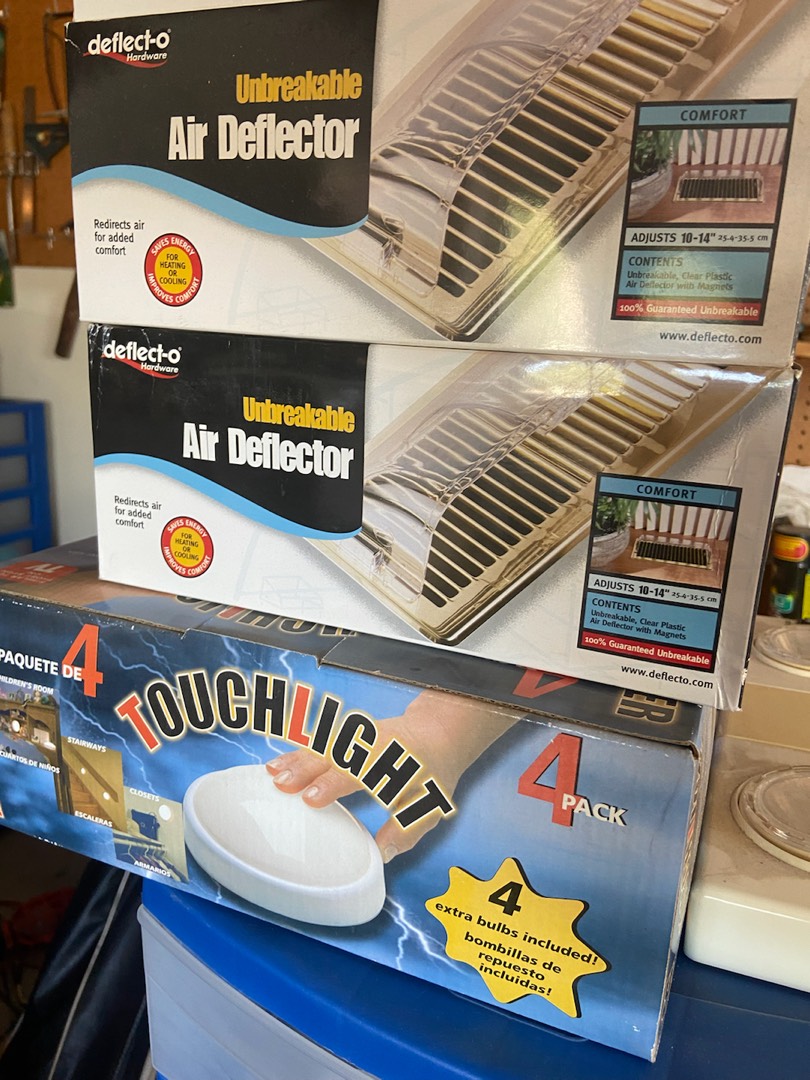 deflect-o®
Hardware
Unbreakable
Air Deflector
Redirects air
for added
comfort
SAVES ENERGY
FOR
HEATING
OR
COOLING
IMPROVES COMFORT
COMFORT
ADJUSTS 10-14" 25.4-35.5 cm
CONTENTS
Unbreakable, Clear Plastic
Air Deflector with Magnets
100% Guaranteed Unbreakable
www.deflecto.com
deflect-o®
Hardware
Unbreakable
Air Deflector
Redirects air
for added
comfort
SAVES ENERGY
FOR
HEATING
OR
COOLING
IMPROVES COMFORT
COMFORT
ADJUSTS 10-14" 25.4-35.5 cm
CONTENTS
Unbreakable, Clear Plastic
Air Deflector with Magnets
100% Guaranteed Unbreakable
www.deflecto.com
PAQUETE DE 4
CHILDREN'S ROOM
CUARTOS DE NIÑOS
STAIRWAYS
ESCALERAS
CLOSETS
ARMARIOS
TOUCHLIGHT
4 PACK
4
extra bulbs included!
bombillas de
repuesto
incluidas!